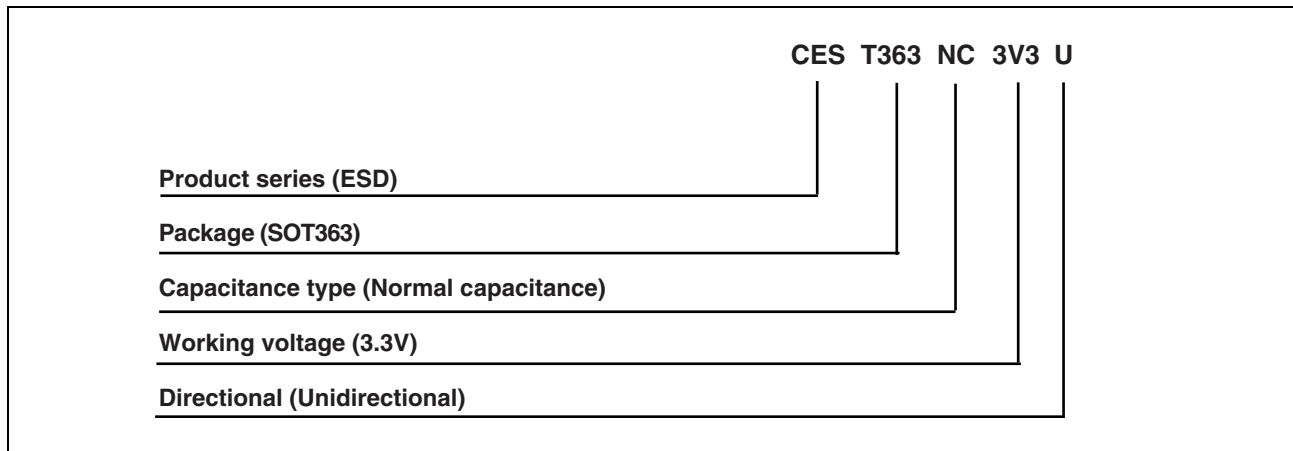 CES T363 NC 3V3 U
Product series (ESD)
Package (SOT363)
Capacitance type (Normal capacitance)
Working voltage (3.3V)
Directional (Unidirectional)